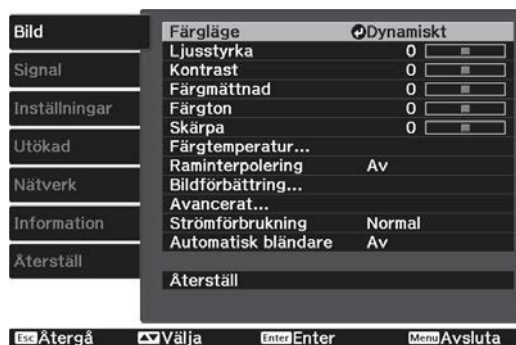 Bild
Signal
Inställningar
Utökad
Nätverk
Information
Återställ
Färgläge Dynamiskt
Ljusstyrka 0
Kontrast 0
Färgmättnad 0
Färgton 0
Skärpa 0
Färgtemperatur...
Raminterpolering Av
Bildförbättring...
Avancerat...
Strömförbrukning Normal
Automatisk bländare Av
Återställ
Esc Återgå Välja Enter Enter Menu Avsluta